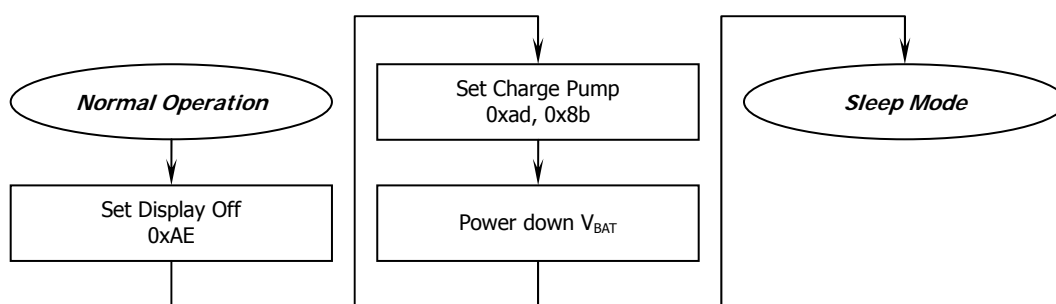 Normal Operation
Set Display Off
0xAE
Set Charge Pump
0xad, 0x8b
Power down VBAT
Sleep Mode